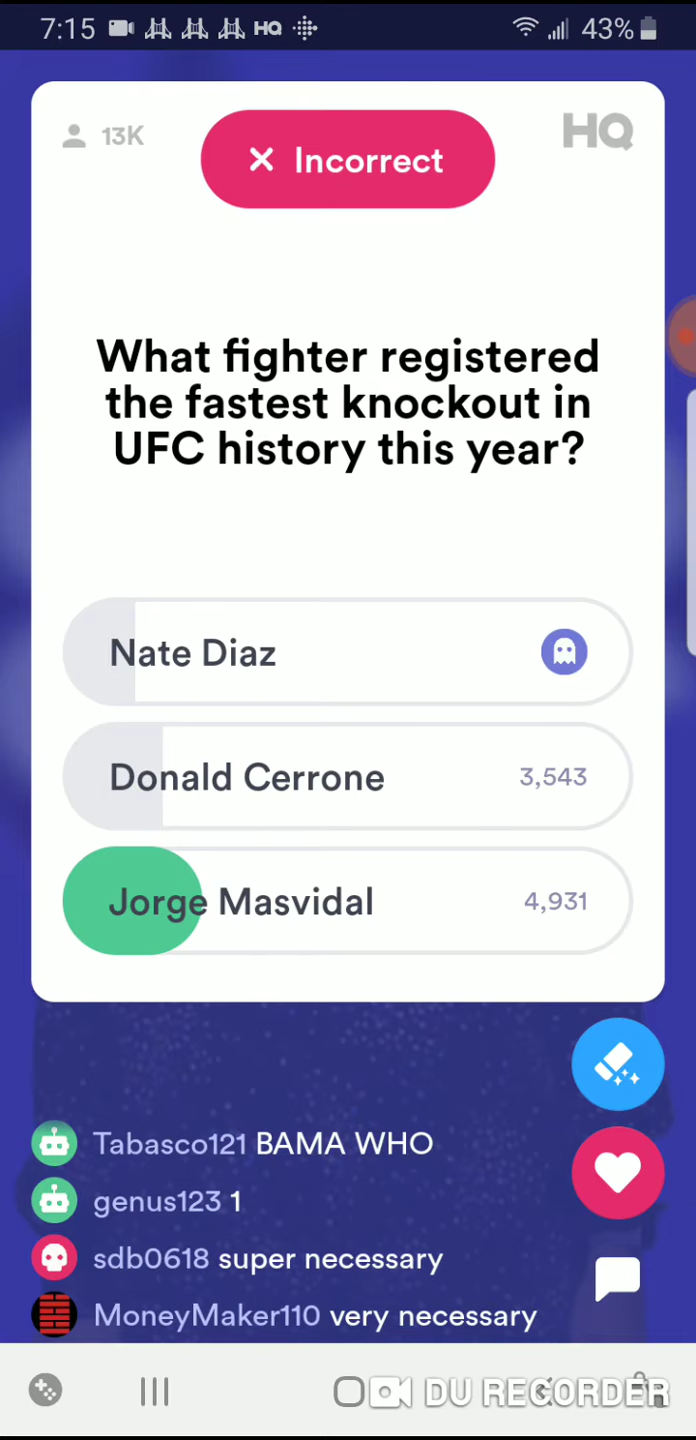 7:15 HQ 43%
13K
× Incorrect
HQ
What fighter registered
the fastest knockout in
UFC history this year?
Nate Diaz
Donald Cerrone 3,543
Jorge Masvidal 4,931
Tabasco121 BAMA WHO
genus123 1
sdb0618 super necessary
MoneyMaker110 very necessary
DU RECORDER